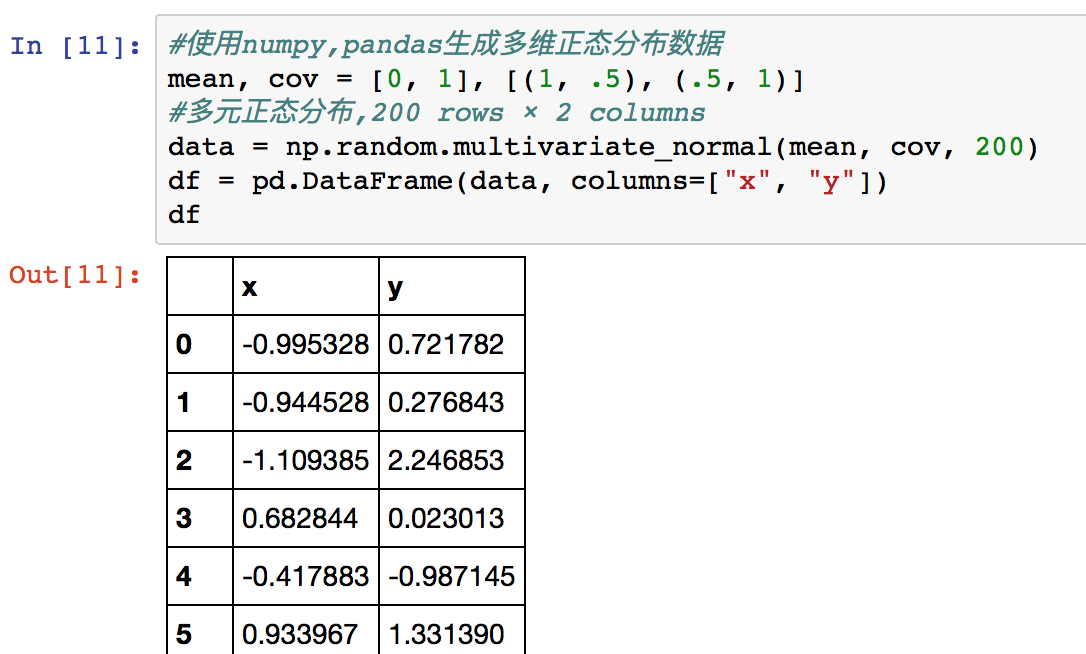 In [11]: #使用numpy,pandas生成多维正态分布数据
mean, cov = [0, 1], [(1, .5), (.5, 1)]
#多元正态分布,200 rows × 2 columns
data = np.random.multivariate_normal(mean, cov, 200)
df = pd.DataFrame(data, columns=["x", "y"])
df
Out[11]:
x y
0 -0.995328 0.721782
1 -0.944528 0.276843
2 -1.109385 2.246853
3 0.682844 0.023013
4 -0.417883 -0.987145
5 0.933967 1.331390